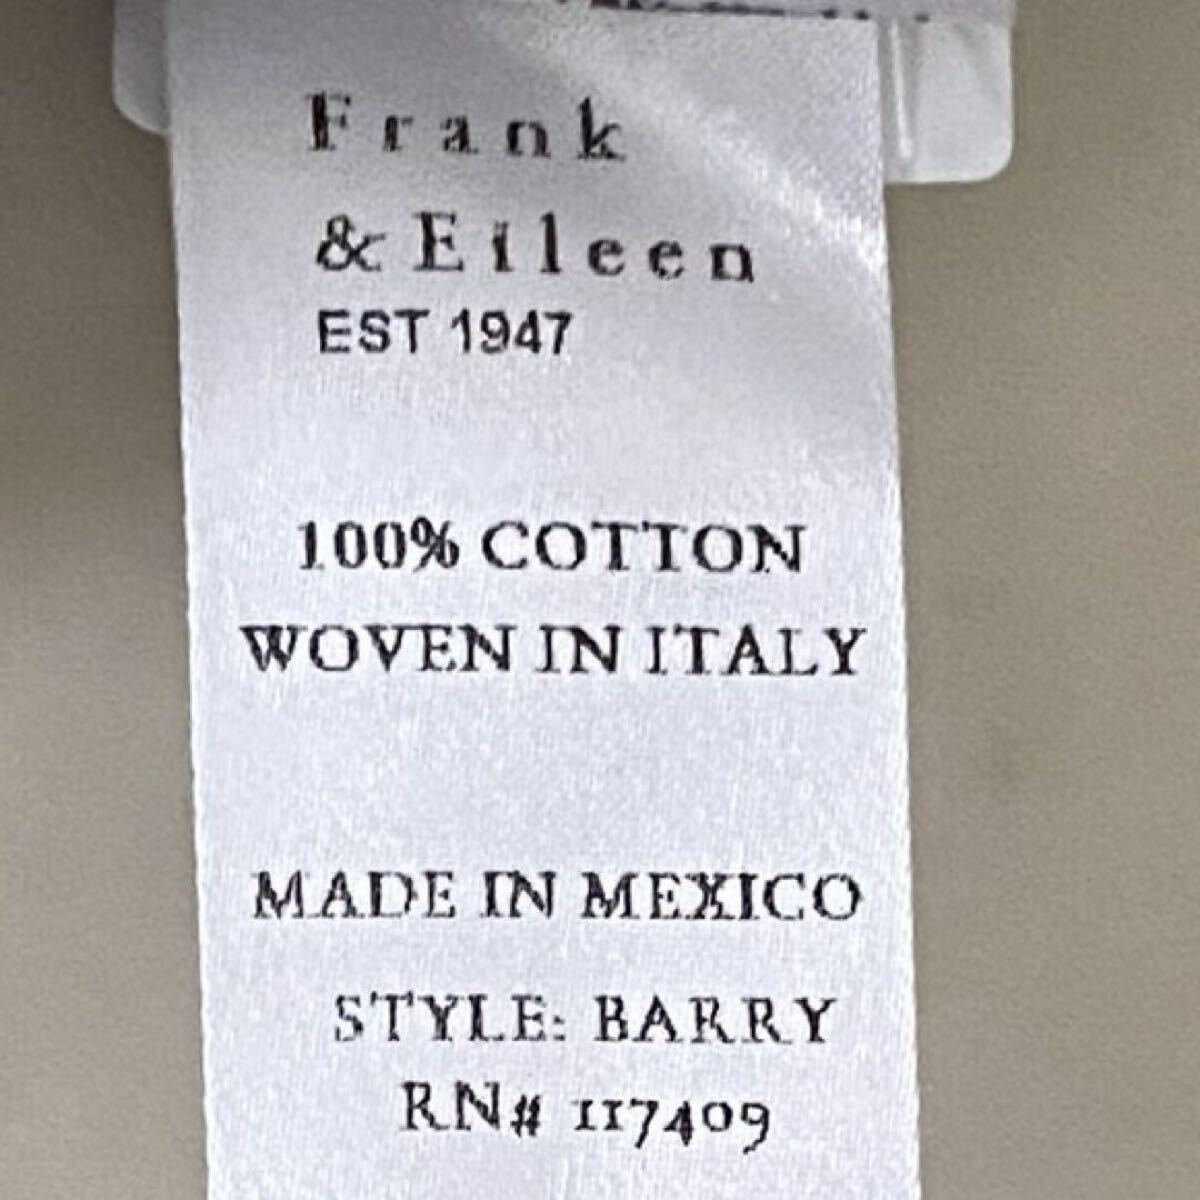 Frank
& Eileen
EST 1947
100% COTTON
WOVEN IN ITALY
MADE IN MEXICO
STYLE: BARRY
RN# 117409